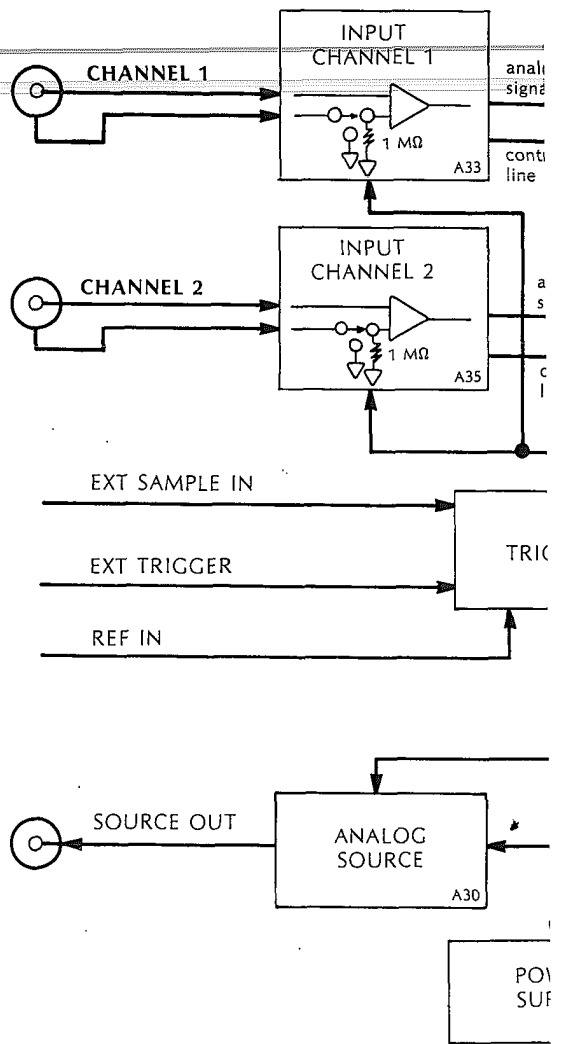 INPUT
CHANNEL 1
CHANNEL 1
1 MΩ
A33
line
INPUT
CHANNEL 2
CHANNEL 2
1 MΩ
A35
EXT SAMPLE IN
EXT TRIGGER
REF IN
SOURCE OUT
ANALOG
SOURCE
A30